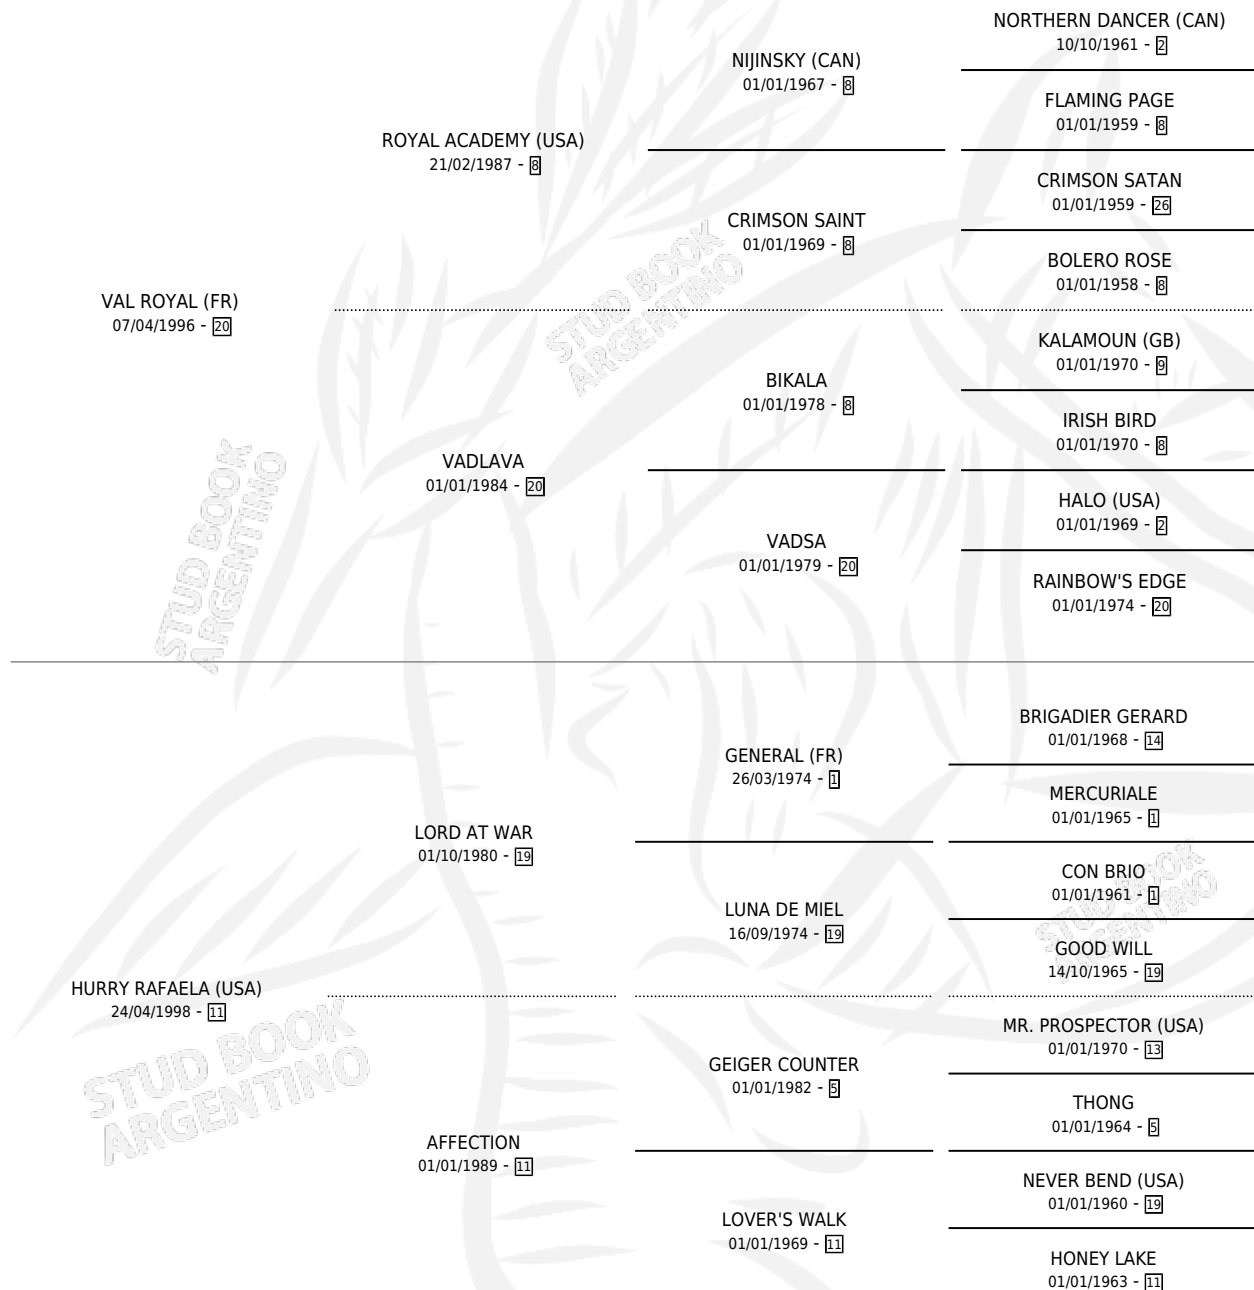 NORTHERN DANCER (CAN)
10/10/1961 - 2
NIJINSKY (CAN)
01/01/1967 - 8
FLAMING PAGE
01/01/1959 - 8
ROYAL ACADEMY (USA)
21/02/1987 - 8
CRIMSON SATAN
01/01/1959 - 26
CRIMSON SAINT
01/01/1969 - 8
BOLERO ROSE
01/01/1958 - 8
VAL ROYAL (FR)
07/04/1996 - 20
STUD BOOK
ARGENTINO
KALAMOUN (GB)
01/01/1970 - 9
BIKALA
01/01/1978 - 8
IRISH BIRD
01/01/1970 - 8
VADLAVA
01/01/1984 - 20
HALO (USA)
01/01/1969 - 2
VADSA
01/01/1979 - 20
RAINBOW'S EDGE
01/01/1974 - 20
STUD BOOK
ARGENTINO
BRIGADIER GERARD
01/01/1968 - 14
GENERAL (FR)
26/03/1974 - 1
MERCURIALE
01/01/1965 - 1
LORD AT WAR
01/10/1980 - 19
CON BRIO
01/01/1961 - 1
LUNA DE MIEL
16/09/1974 - 19
STUD BOOK
ARGENTINO
GOOD WILL
14/10/1965 - 19
HURRY RAFAELA (USA)
24/04/1998 - 11
STUD BOOK
ARGENTINO
MR. PROSPECTOR (USA)
01/01/1970 - 13
GEIGER COUNTER
01/01/1982 - 5
THONG
01/01/1964 - 5
AFFECTION
01/01/1989 - 11
NEVER BEND (USA)
01/01/1960 - 19
LOVER'S WALK
01/01/1969 - 11
HONEY LAKE
01/01/1963 - 11